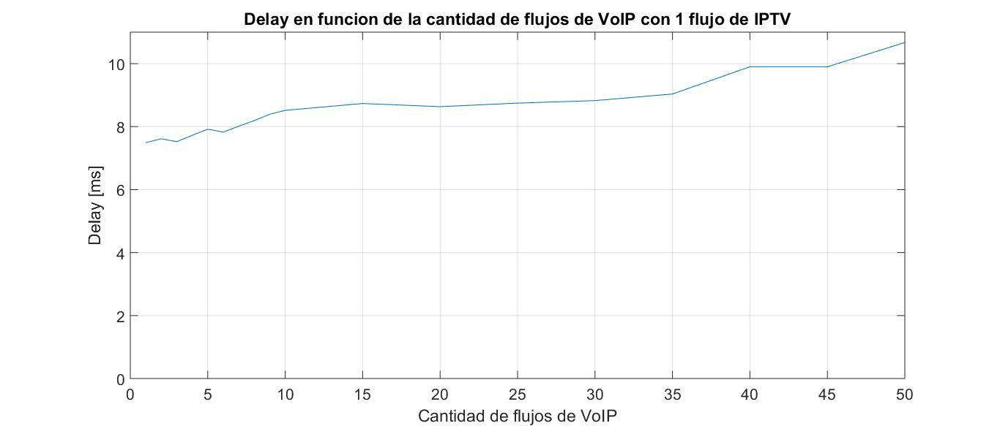 Delay en funcion de la cantidad de flujos de VoIP con 1 flujo de IPTV
10
8
6
4
2
0
Delay [ms]
0 5 10 15 20 25 30 35 40 45 50
Cantidad de flujos de VoIP